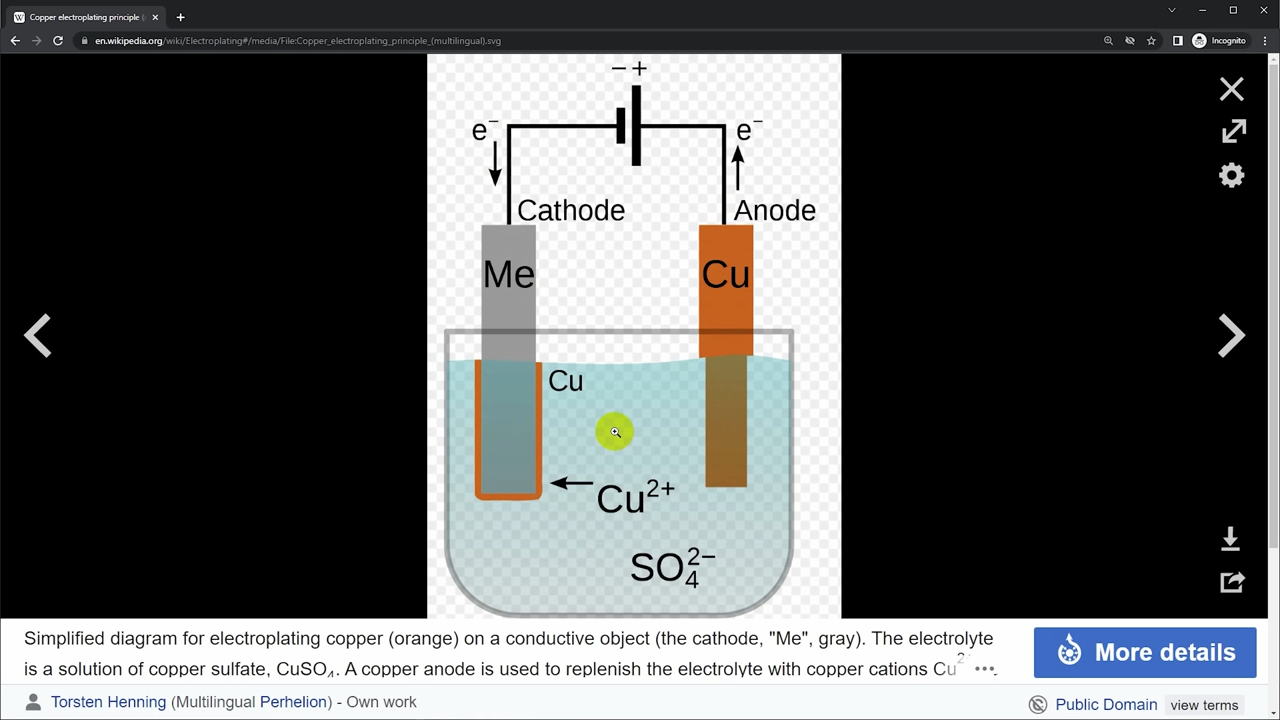 Copper electroplating principle (
en.wikipedia.org/wiki/Electroplating#/media/File:Copper_electroplating_principle_(multilingual).svg
Incognito
− +
e⁻
e⁻
Cathode
Anode
Me
Cu
Cu
Cu²⁺
SO₄²⁻
Simplified diagram for electroplating copper (orange) on a conductive object (the cathode, "Me", gray). The electrolyte
is a solution of copper sulfate, CuSO₄. A copper anode is used to replenish the electrolyte with copper cations Cu²⁺ ...
More details
Torsten Henning (Multilingual Perhelion) - Own work
Public Domain
view terms